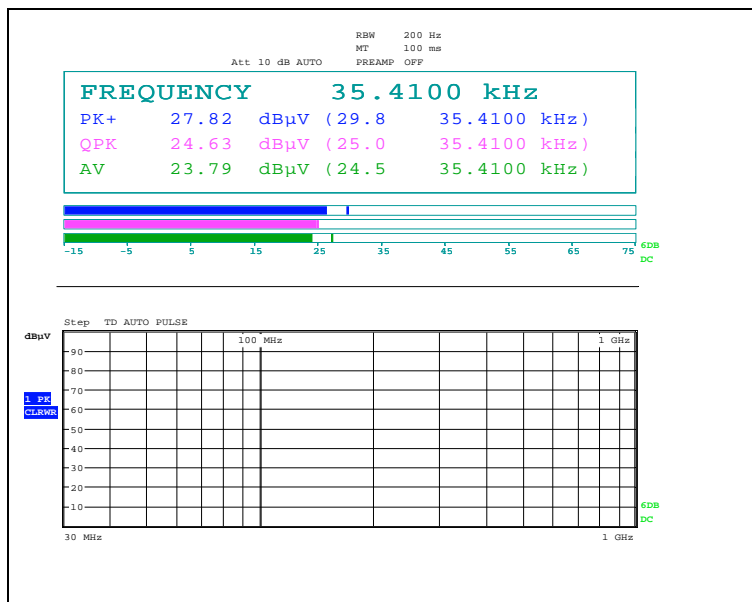 RBW 200 Hz
MT 100 ms
Att 10 dB AUTO PREAMP OFF
FREQUENCY 35.4100 kHz
PK+ 27.82 dBµV (29.8 35.4100 kHz)
QPK 24.63 dBµV (25.0 35.4100 kHz)
AV 23.79 dBµV (24.5 35.4100 kHz)
-15 -5 5 15 25 35 45 55 65 75
6DB
DC
Step TD AUTO PULSE
dBµV
100 MHz 1 GHz
90
80
70
1 PK
CLRWR
60
50
40
30
20
10
6DB
DC
30 MHz 1 GHz